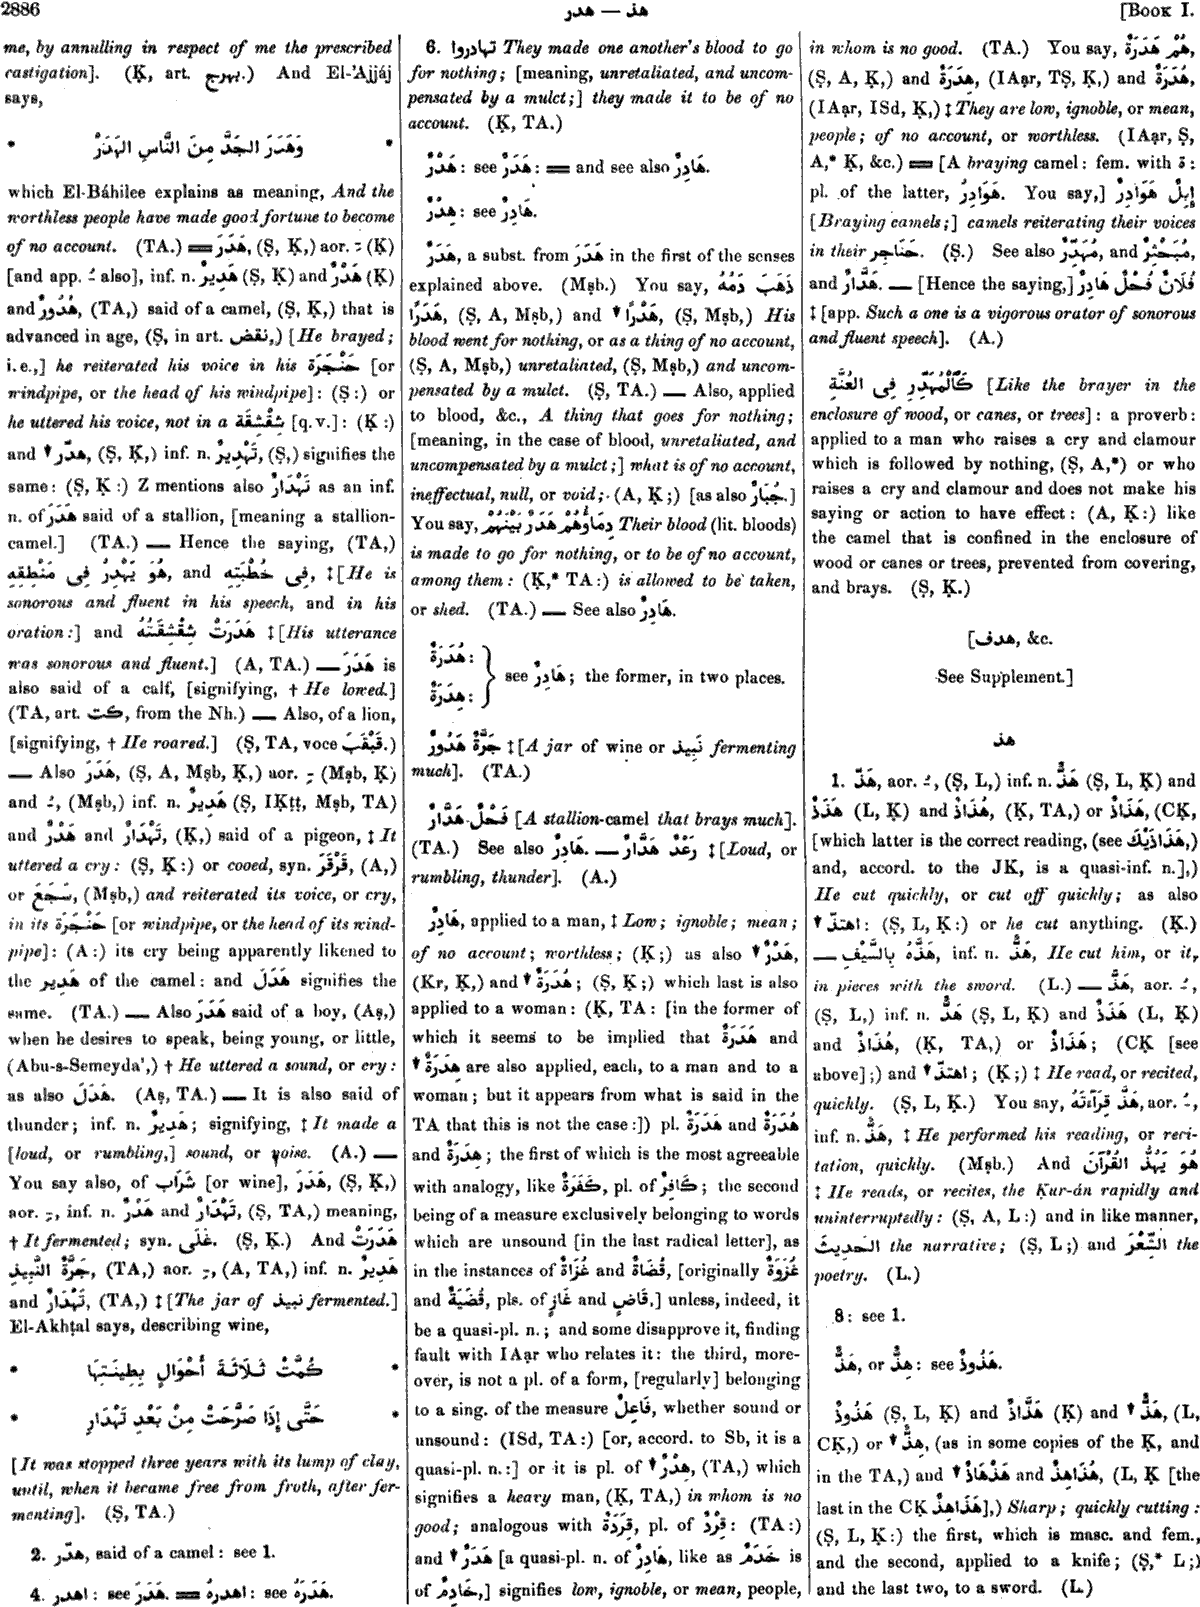 2886
هدر — هذ
[BOOK I.
me, by annulling in respect of me the prescribed
castigation]. (Ḳ, art. بهرج.) And El-'Ajjáj
says,
* وَهَدَرَ الجَدَّ مِنَ النَّاسِ الهَدَرْ *
which El-Báhilee explains as meaning, And the
worthless people have made good fortune to become
of no account. (TA.) ═ هَدَرَ, (Ṣ, Ḳ,) aor. ـِ (Ḳ)
[and app. ـُ also], inf. n. هَدِيرٌ (Ṣ, Ḳ) and هَدْرٌ (Ḳ)
and هُدُورٌ, (TA,) said of a camel, (Ṣ, Ḳ,) that is
advanced in age, (Ṣ, in art. نقض,) [He brayed;
i. e.,] he reiterated his voice in his حَنْجَرَة [or
windpipe, or the head of his windpipe]: (Ṣ:) or
he uttered his voice, not in a شِقْشِقَة [q. v.]: (Ḳ:)
and ↓ هدّر, (Ṣ, Ḳ,) inf. n. تَهْدِيرٌ, (Ṣ,) signifies the
same: (Ṣ, Ḳ:) Z mentions also تَهْدَارٌ as an inf.
n. of هَدَرَ said of a stallion, [meaning a stallion-
camel.] (TA.) — Hence the saying, (TA,)
هُوَ يَهْدِرُ فِى مَنْطِقِهِ, and فِى خُطْبَتِهِ, ‡ [He is
sonorous and fluent in his speech, and in his
oration:] and هَدَرَتْ شِقْشِقَتُهُ ‡ [His utterance
was sonorous and fluent.] (A, TA.) — هَدَرَ is
also said of a calf, [signifying, † He lowed.]
(TA, art. كت, from the Nh.) — Also, of a lion,
[signifying, † He roared.] (Ṣ, TA, voce قَبْقَبَ.)
— Also هَدَرَ, (Ṣ, A, Mṣb, Ḳ,) aor. ـِ (Mṣb, Ḳ)
and ـُ, (Mṣb,) inf. n. هَدِيرٌ (Ṣ, IḲṭṭ, Mṣb, TA)
and هَدْرٌ and تَهْدَارٌ, (Ḳ,) said of a pigeon, ‡ It
uttered a cry: (Ṣ, Ḳ:) or cooed, syn. قَرْقَرَ, (A,)
or سَجَعَ, (Mṣb,) and reiterated its voice, or cry,
in its حَنْجَرَة [or windpipe, or the head of its wind-
pipe]: (A:) its cry being apparently likened to
the هَدِير of the camel: and هَدَلَ signifies the
same. (TA.) — Also هَدَرَ said of a boy, (Aṣ,)
when he desires to speak, being young, or little,
(Abu-s-Semeyda',) † He uttered a sound, or cry:
as also هَدَلَ. (Aṣ, TA.) — It is also said of
thunder; inf. n. هَدِيرٌ; signifying, ‡ It made a
[loud, or rumbling,] sound, or noise. (A.) —
You say also, of شَرَاب [or wine], هَدَرَ, (Ṣ, Ḳ,)
aor. ـِ, inf. n. هَدْرٌ and تَهْدَارٌ, (Ṣ, TA,) meaning,
† It fermented; syn. غَلَى. (Ṣ, Ḳ.) And هَدَرَتْ
جَرَّةُ النَّبِيذِ, (TA,) aor. ـِ, (A, TA,) inf. n. هَدِيرٌ
and تَهْدَارٌ, (TA,) ‡ [The jar of نبيذ fermented.]
El-Akhṭal says, describing wine,
* كُمَّتْ ثَلَاثَةَ أَحْوَالٍ بِطِينَتِهَا *
* حَتَّى إِذَا صَرَّحَتْ مِنْ بَعْدِ تَهْدَارِ *
[It was stopped three years with its lump of clay,
until, when it became free from froth, after fer-
menting]. (Ṣ, TA.)
2. هدّر, said of a camel: see 1.
4. اهدر: see هَدَرَ. ═ اهدرهُ: see هَدَرَهُ.
6. تهادروا They made one another's blood to go
for nothing; [meaning, unretaliated, and uncom-
pensated by a mulct;] they made it to be of no
account. (Ḳ, TA.)
هَدْرٌ: see هَدَرٌ: ═ and see also هَادِرٌ.
هِدْرٌ: see هَادِرٌ.
هَدَرٌ, a subst. from هَدَرَ in the first of the senses
explained above. (Mṣb.) You say, ذَهَبَ دَمُهُ
هَدَرًا, (Ṣ, A, Mṣb,) and ↓ هَدْرًا, (Ṣ, Mṣb,) His
blood went for nothing, or as a thing of no account,
(Ṣ, A, Mṣb,) unretaliated, (Ṣ, Mṣb,) and uncom-
pensated by a mulct. (Ṣ, TA.) — Also, applied
to blood, &c., A thing that goes for nothing;
[meaning, in the case of blood, unretaliated, and
uncompensated by a mulct;] what is of no account,
ineffectual, null, or void; (A, Ḳ;) [as also جُبَارٌ.]
You say, دِمَاؤُهُمْ هَدَرٌ بَيْنَهُمْ Their blood (lit. bloods)
is made to go for nothing, or to be of no account,
among them: (Ḳ,* TA:) is allowed to be taken,
or shed. (TA.) — See also هَادِرٌ.
هُدَرَةٌ:
هِدَرَةٌ: } see هَادِرٌ; the former, in two places.
جَرَّةٌ هَدُورٌ ‡ [A jar of wine or نَبِيذ fermenting
much]. (TA.)
فَحْلٌ هَدَّارٌ [A stallion-camel that brays much].
(TA.) See also هَادِرٌ. — رَعْدٌ هَدَّارٌ ‡ [Loud, or
rumbling, thunder]. (A.)
هَادِرٌ, applied to a man, ‡ Low; ignoble; mean;
of no account; worthless; (Ḳ;) as also ↓ هَدْرٌ,
(Kr, Ḳ,) and ↓ هُدَرَةٌ; (Ṣ, Ḳ;) which last is also
applied to a woman: (Ḳ, TA: [in the former of
which it seems to be implied that هَدَرَةٌ and
↓ هِدَرَةٌ are also applied, each, to a man and to a
woman; but it appears from what is said in the
TA that this is not the case:]) pl. هَدَرَةٌ and هُدَرَةٌ
and هِدَرَةٌ; the first of which is the most agreeable
with analogy, like كَفَرَةٌ, pl. of كَافِرٌ; the second
being of a measure exclusively belonging to words
which are unsound [in the last radical letter], as
in the instances of غُزَاةٌ and قُضَاةٌ, [originally غُزَوَةٌ
and قُضَيَةٌ, pls. of غَازٍ and قَاضٍ,] unless, indeed, it
be a quasi-pl. n.; and some disapprove it, finding
fault with IAạr who relates it: the third, more-
over, is not a pl. of a form, [regularly] belonging
to a sing. of the measure فَاعِلٌ, whether sound or
unsound: (ISd, TA:) [or, accord. to Sb, it is a
quasi-pl. n.:] or it is pl. of ↓ هِدْرٌ, (TA,) which
signifies a heavy man, (Ḳ, TA,) in whom is no
good; analogous with قِرَدَةٌ, pl. of قِرْدٌ: (TA:)
and ↓ هَدَرٌ [a quasi-pl. n. of هَادِرٌ, like as خَدَمٌ is
of خَادِمٌ,] signifies low, ignoble, or mean, people,
in whom is no good. (TA.) You say, هُمْ هَدَرَةٌ,
(Ṣ, A, Ḳ,) and هِدَرَةٌ, (IAạr, TṢ, Ḳ,) and هُدَرَةٌ,
(IAạr, ISd, Ḳ,) ‡ They are low, ignoble, or mean,
people; of no account, or worthless. (IAạr, Ṣ,
A,* Ḳ, &c.) ═ [A braying camel: fem. with ة:
pl. of the latter, هَوَادِرُ. You say,] إِبِلٌ هَوَادِرُ
[Braying camels;] camels reiterating their voices
in their حَنَاجِر. (Ṣ.) See also مُهَدِّرٌ, and مُبَحْثِرٌ,
and هَدَّارٌ. — [Hence the saying,] فُلَانٌ فَحْلٌ هَادِرٌ
‡ [app. Such a one is a vigorous orator of sonorous
and fluent speech]. (A.)
كَالْمُهَدِّرِ فِى العُنَّةِ [Like the brayer in the
enclosure of wood, or canes, or trees]: a proverb:
applied to a man who raises a cry and clamour
which is followed by nothing, (Ṣ, A,*) or who
raises a cry and clamour and does not make his
saying or action to have effect: (A, Ḳ:) like
the camel that is confined in the enclosure of
wood or canes or trees, prevented from covering,
and brays. (Ṣ, Ḳ.)
[هدف, &c.
See Supplement.]
هذ
1. هَذَّ, aor. ـُ, (Ṣ, L,) inf. n. هَذٌّ (Ṣ, L, Ḳ) and
هَذَذٌ (L, Ḳ) and هُذَاذٌ, (Ḳ, TA,) or هَذَاذٌ, (CḲ,
[which latter is the correct reading, (see هَذَاذَيْكَ,)
and, accord. to the JK, is a quasi-inf. n.],)
He cut quickly, or cut off quickly; as also
↓ اهتذّ: (Ṣ, L, Ḳ:) or he cut anything. (Ḳ.)
— هَذَّهُ بِالسَّيْفِ, inf. n. هَذٌّ, He cut him, or it,
in pieces with the sword. (L.) — هَذَّ, aor. ـُ,
(Ṣ, L,) inf. n. هَذٌّ (Ṣ, L, Ḳ) and هَذَذٌ (L, Ḳ)
and هُذَاذٌ, (Ḳ, TA,) or هَذَاذٌ; (CḲ [see
above];) and ↓ اهتذّ; (Ḳ;) ‡ He read, or recited,
quickly. (Ṣ, L, Ḳ.) You say, هَذَّ قِرَآءَتَهُ, aor. ـُ,
inf. n. هَذٌّ, ‡ He performed his reading, or reci-
tation, quickly. (Mṣb.) And هُوَ يَهُذُّ القُرْآنَ
‡ He reads, or recites, the Ḳur-án rapidly and
uninterruptedly: (Ṣ, A, L:) and in like manner,
الحَدِيثَ the narrative; (Ṣ, L;) and الشِّعْرَ the
poetry. (L.)
8: see 1.
هَذٌّ, or هُذٌّ: see هَذُوذٌ.
هَذُوذٌ (Ṣ, L, Ḳ) and هَذَّاذٌ (Ḳ) and ↓ هَذٌّ, (L,
CḲ,) or ↓ هُذٌّ, (as in some copies of the Ḳ, and
in the TA,) and ↓ هَذْهَاذٌ and هُذَاهِذٌ, (L, Ḳ [the
last in the CḲ هَذَاهِذٌ],) Sharp; quickly cutting:
(Ṣ, L, Ḳ:) the first, which is masc. and fem.,
and the second, applied to a knife; (Ṣ,* L;)
and the last two, to a sword. (L.)